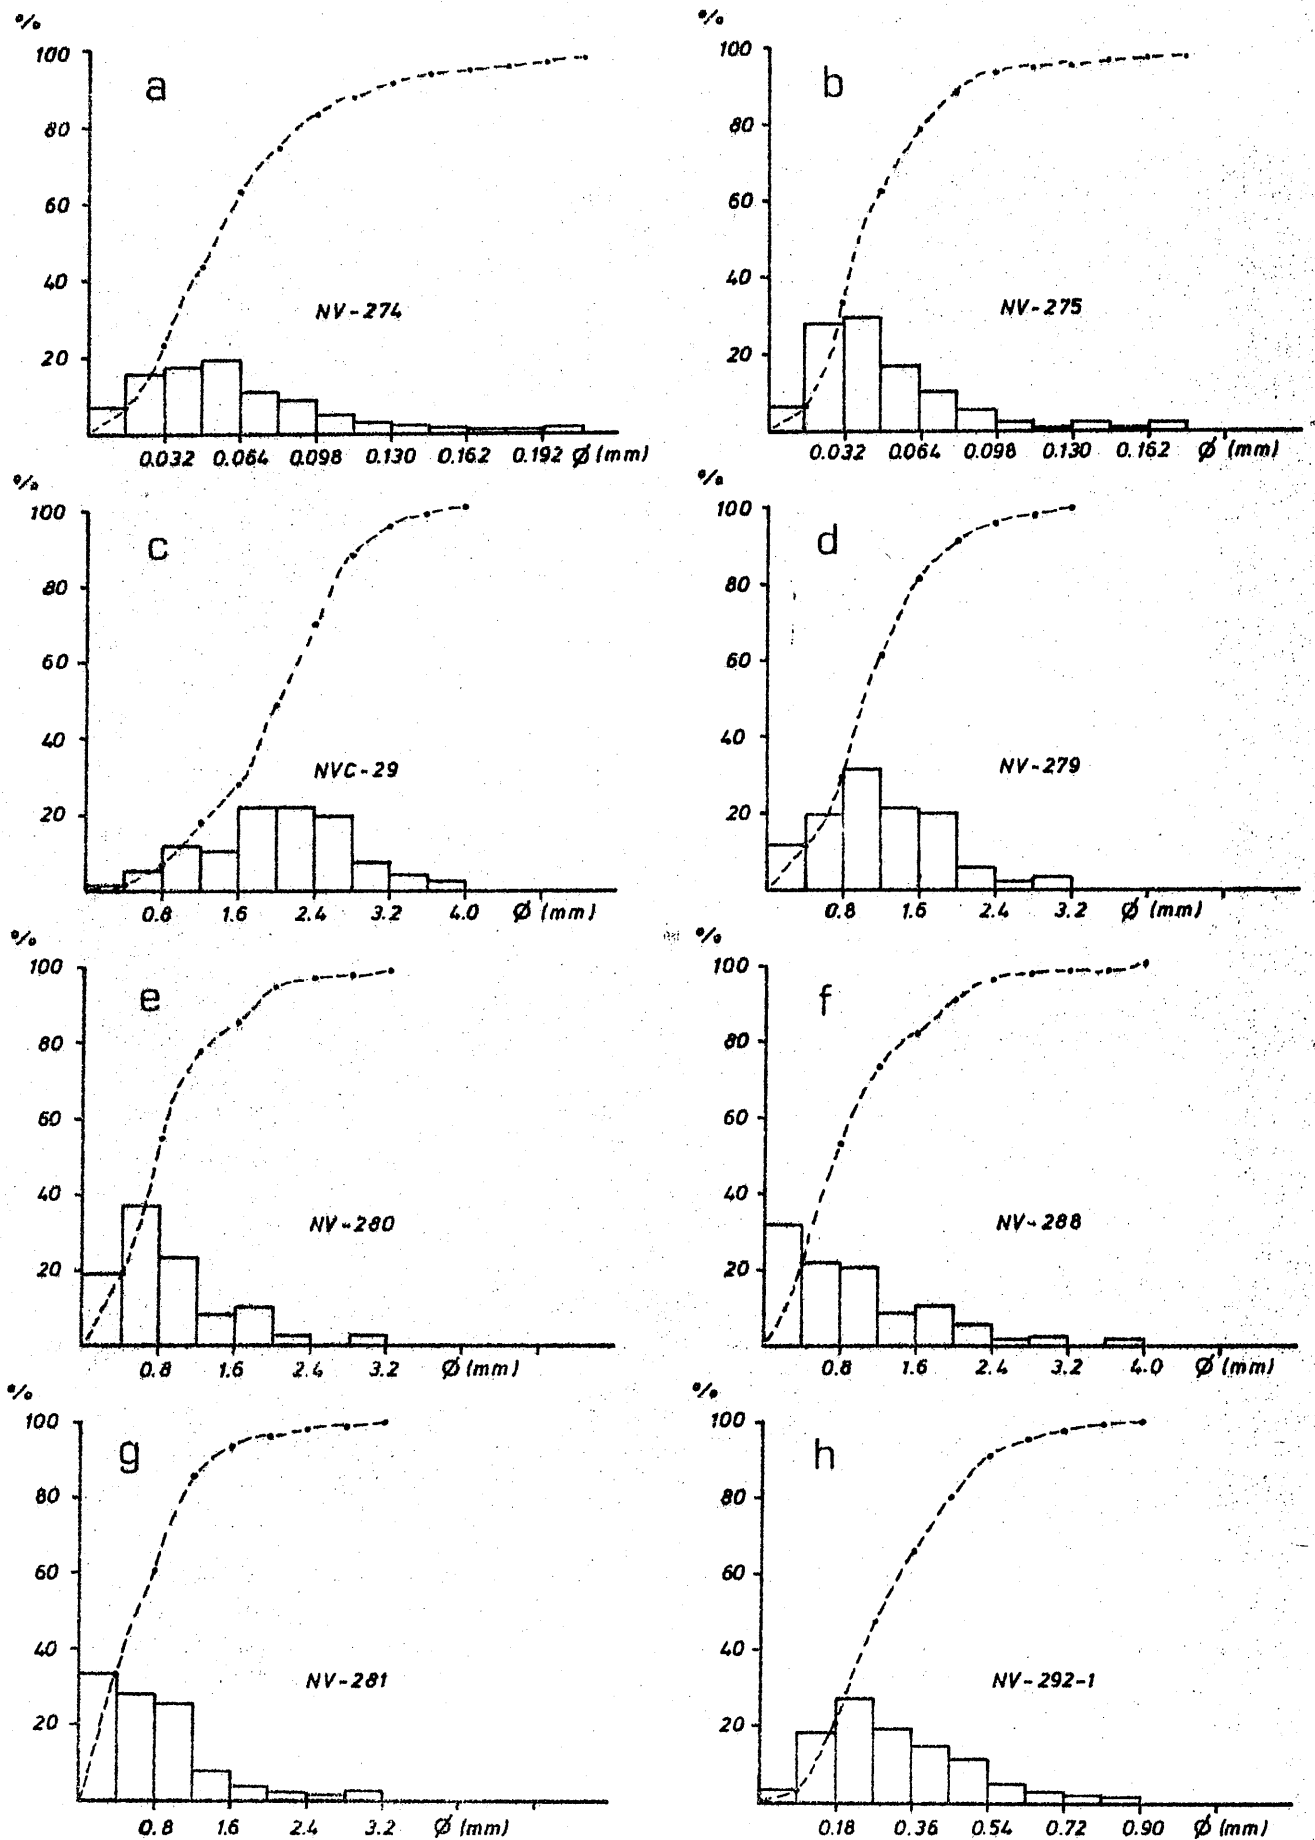 %
100
a
80
60
40
NV-274
20
0.032 0.064 0.098 0.130 0.162 0.192 Ø (mm)
%
100
b
80
60
40
NV-275
20
0.032 0.064 0.098 0.130 0.162 Ø (mm)
%
100
c
80
60
40
NVC-29
20
0.8 1.6 2.4 3.2 4.0 Ø (mm)
%
100
d
80
60
40
NV-279
20
0.8 1.6 2.4 3.2 Ø (mm)
%
100
e
80
60
40
NV-280
20
0.8 1.6 2.4 3.2 Ø (mm)
%
100
f
80
60
40
NV-288
20
0.8 1.6 2.4 3.2 4.0 Ø (mm)
%
100
g
80
60
40
NV-281
20
0.8 1.6 2.4 3.2 Ø (mm)
%
100
h
80
60
40
NV-292-1
20
0.18 0.36 0.54 0.72 0.90 Ø (mm)